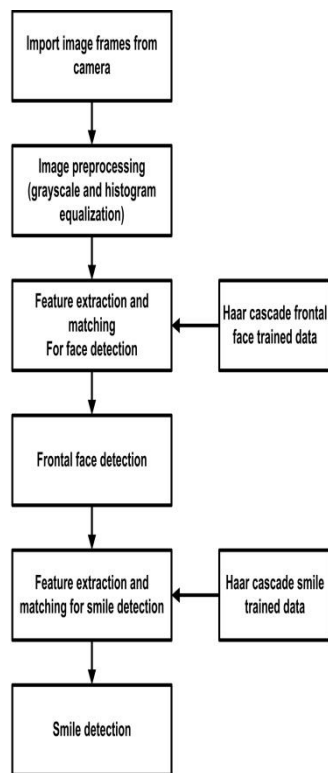 Import image frames from
camera
Image preprocessing
(grayscale and histogram
equalization)
Feature extraction and
matching
For face detection
Haar cascade frontal
face trained data
Frontal face detection
Feature extraction and
matching for smile detection
Haar cascade smile
trained data
Smile detection